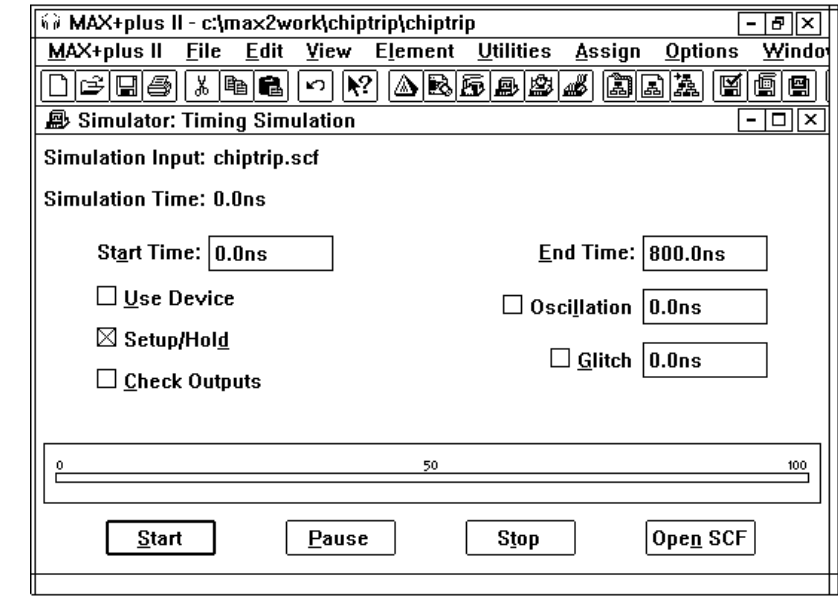 MAX+plus II - c:\max2work\chiptrip\chiptrip
MAX+plus II File Edit View Element Utilities Assign Options
Simulator: Timing Simulation
Simulation Input: chiptrip.scf
Simulation Time: 0.0ns
Start Time: 0.0ns End Time: 800.0ns
Use Device
Oscillation 0.0ns
Setup/Hold
Glitch 0.0ns
Check Outputs
0 50 100
Start Pause Stop Open SCF